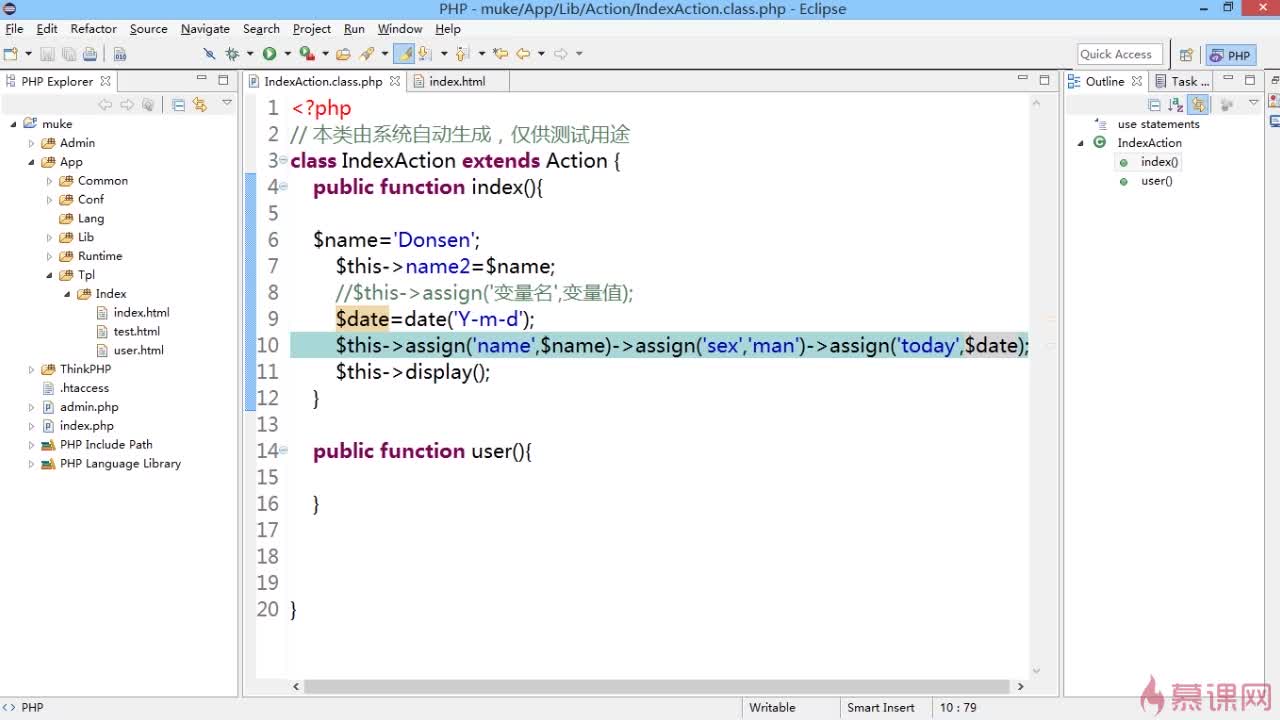 PHP - muke/App/Lib/Action/IndexAction.class.php - Eclipse
File Edit Refactor Source Navigate Search Project Run Window Help
Quick Access
PHP
PHP Explorer
muke
Admin
App
Common
Conf
Lang
Lib
Runtime
Tpl
Index
index.html
test.html
user.html
ThinkPHP
.htaccess
admin.php
index.php
PHP Include Path
PHP Language Library
IndexAction.class.php
index.html
1 <?php
2 // 本类由系统自动生成，仅供测试用途
3 class IndexAction extends Action {
4 public function index(){
5
6 $name='Donsen';
7 $this->name2=$name;
8 //$this->assign('变量名',变量值);
9 $date=date('Y-m-d');
10 $this->assign('name',$name)->assign('sex','man')->assign('today',$date);
11 $this->display();
12 }
13
14 public function user(){
15
16 }
17
18
19
20 }
Outline
Task ...
use statements
IndexAction
index()
user()
PHP
Writable
Smart Insert
10 : 79
慕课网